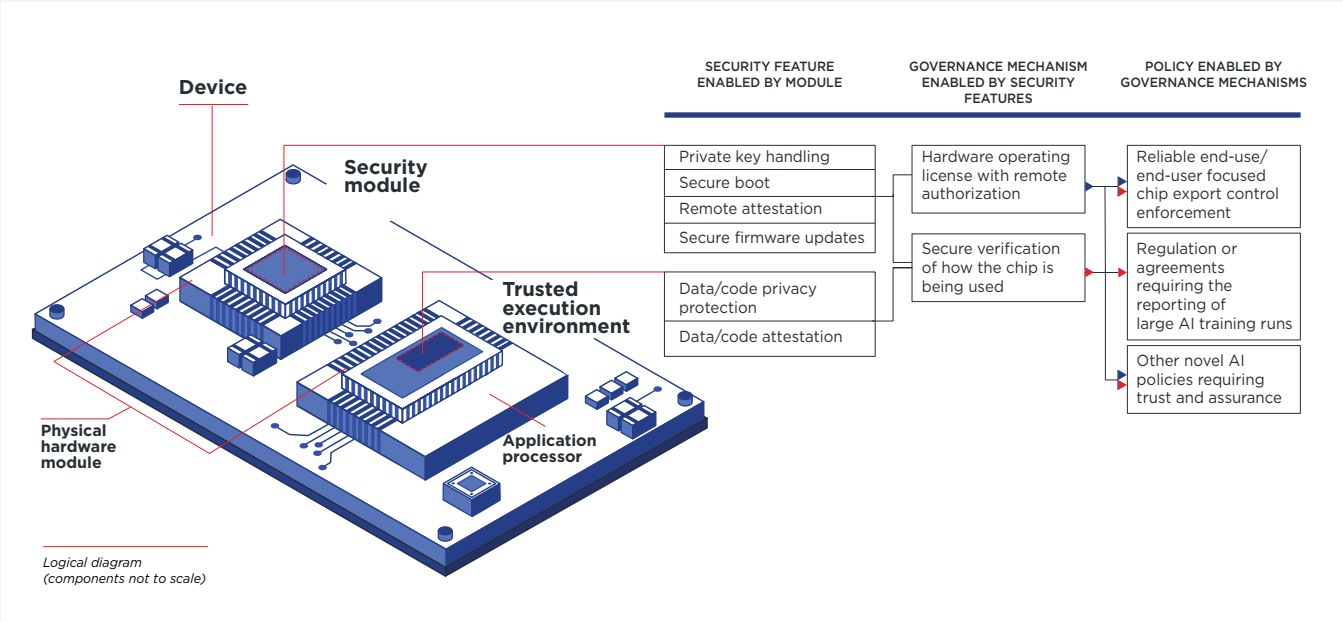 Device
Security
module
Trusted
execution
environment
Physical
hardware
module
Application
processor
Logical diagram
(components not to scale)
SECURITY FEATURE
ENABLED BY MODULE
Private key handling
Secure boot
Remote attestation
Secure firmware updates
Data/code privacy
protection
Data/code attestation
GOVERNANCE MECHANISM
ENABLED BY SECURITY
FEATURES
Hardware operating
license with remote
authorization
Secure verification
of how the chip is
being used
POLICY ENABLED BY
GOVERNANCE MECHANISMS
Reliable end-use/
end-user focused
chip export control
enforcement
Regulation or
agreements
requiring the
reporting of
large AI training runs
Other novel AI
policies requiring
trust and assurance